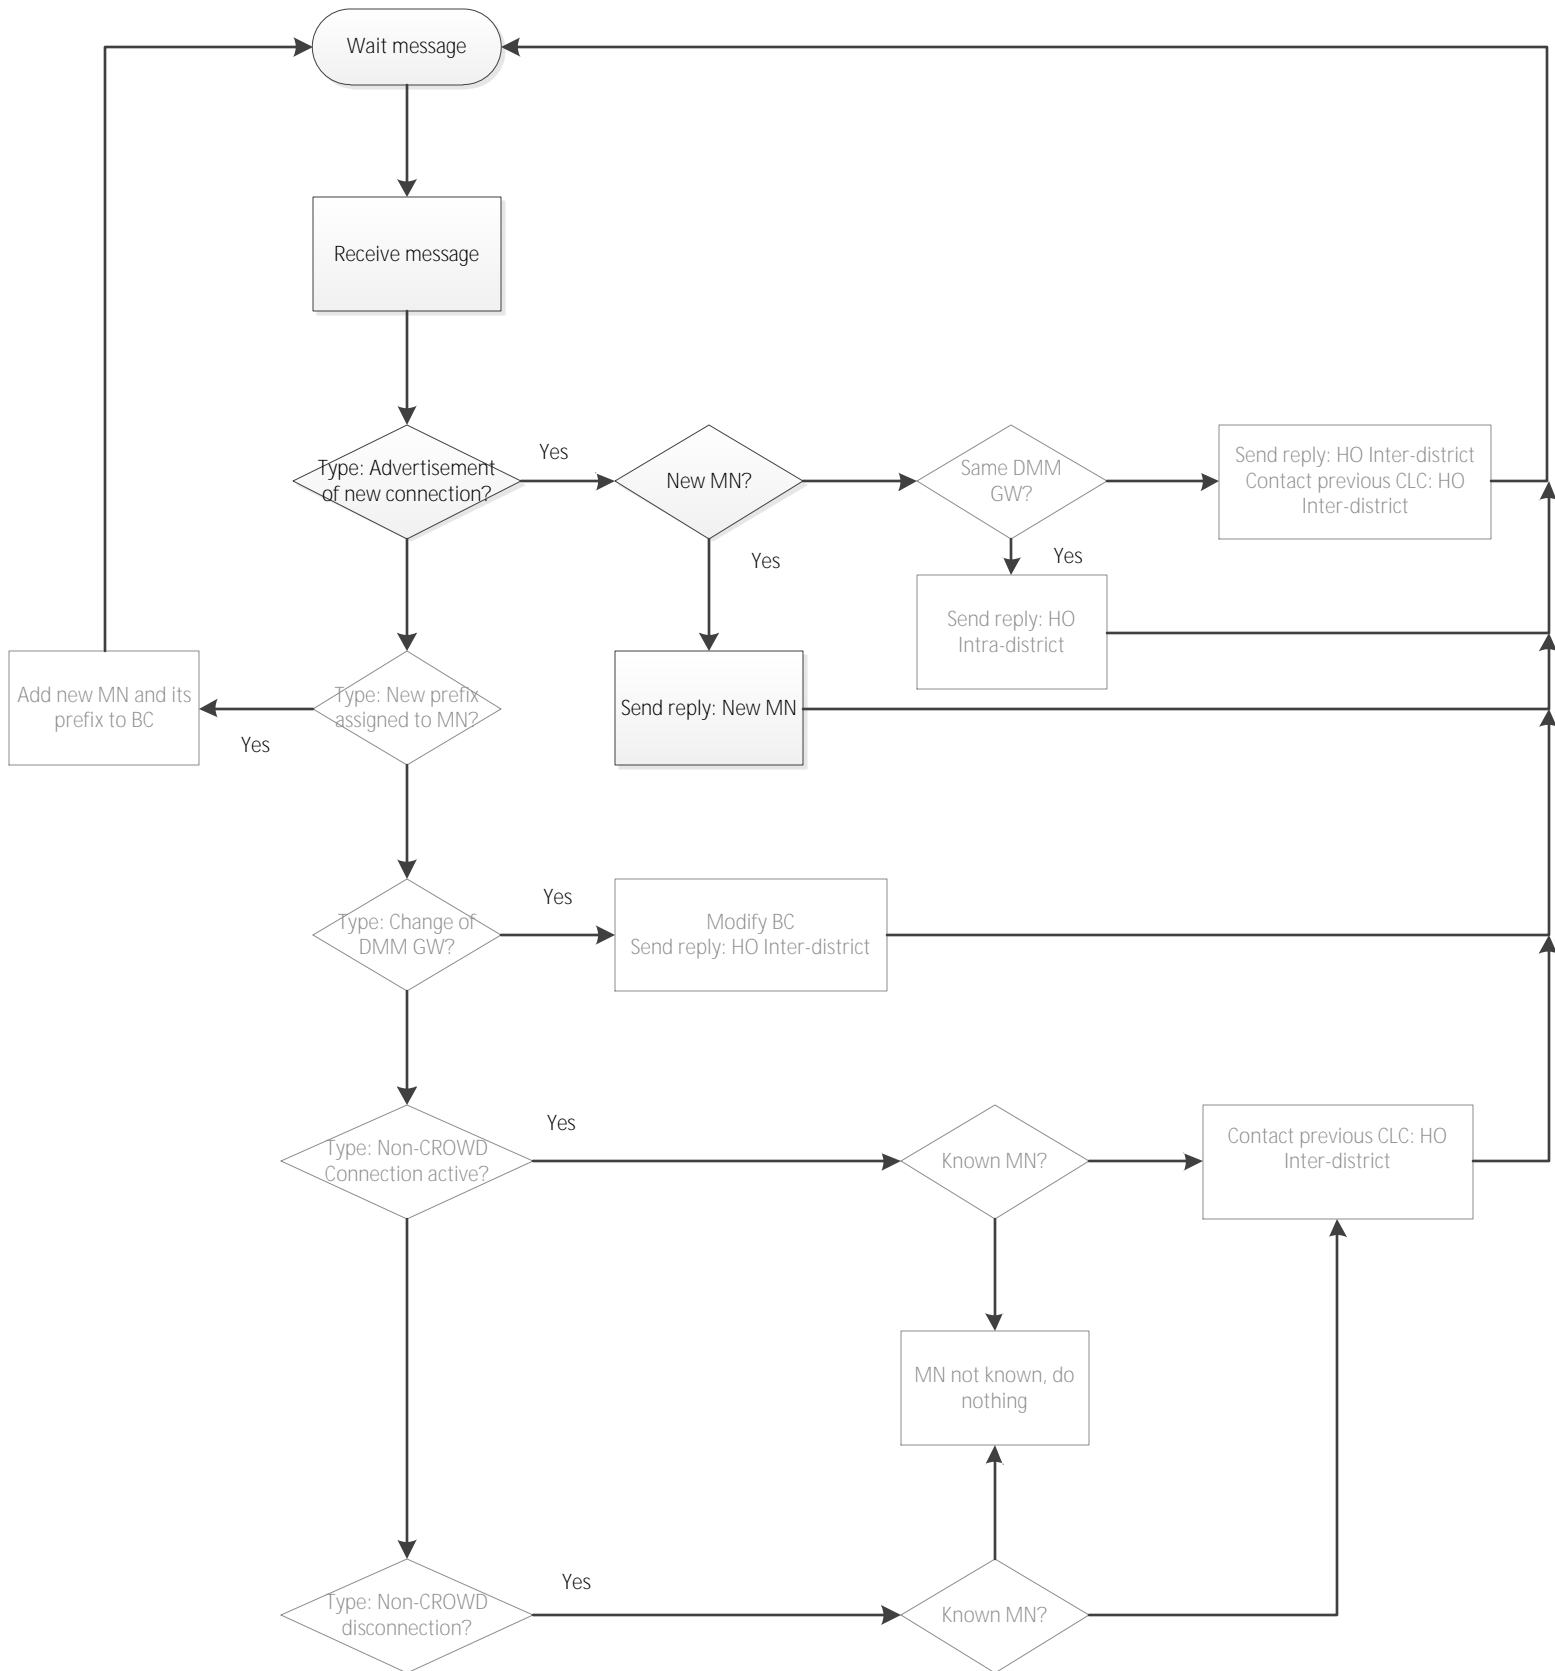 Wait message
Receive message
Type: Advertisement
of new connection?
Yes
New MN?
Yes
Same DMM
GW?
Yes
Send reply: HO Inter-district
Contact previous CLC: HO
Inter-district
Send reply: HO
Intra-district
Add new MN and its
prefix to BC
Yes
Type: New prefix
assigned to MN?
Send reply: New MN
Type: Change of
DMM GW?
Yes
Modify BC
Send reply: HO Inter-district
Type: Non-CROWD
Connection active?
Yes
Known MN?
Contact previous CLC: HO
Inter-district
MN not known, do
nothing
Type: Non-CROWD
disconnection?
Yes
Known MN?